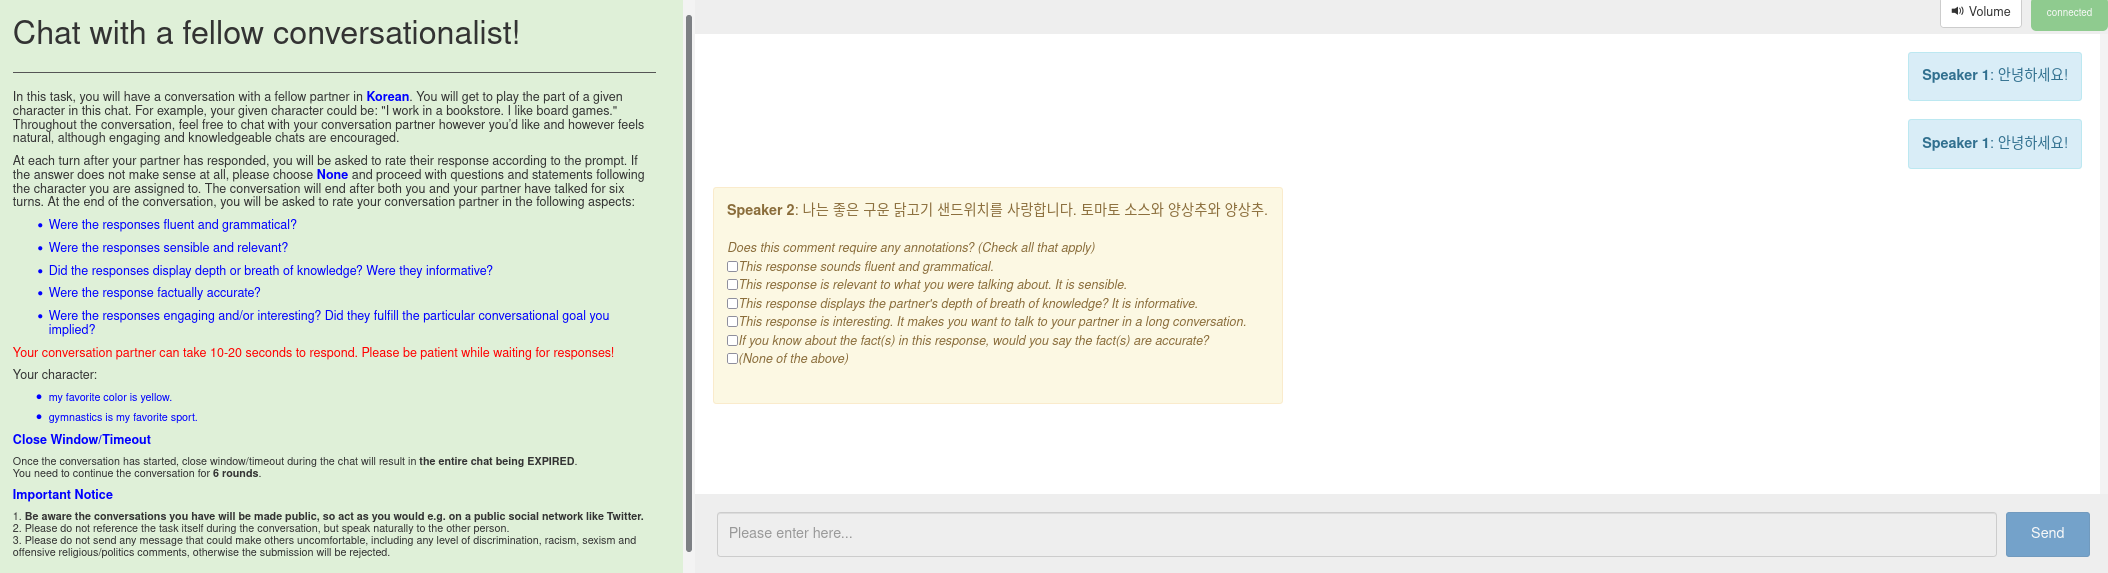 Chat with a fellow conversationalist!
In this task, you will have a conversation with a fellow partner in Korean. You will get to play the part of a given
character in this chat. For example, your given character could be: "I work in a bookstore. I like board games."
Throughout the conversation, feel free to chat with your conversation partner however you'd like and however feels
natural, although engaging and knowledgeable chats are encouraged.
At each turn after your partner has responded, you will be asked to rate their response according to the prompt. If
the answer does not make sense at all, please choose None and proceed with questions and statements following
the character you are assigned to. The conversation will end after both you and your partner have talked for six
turns. At the end of the conversation, you will be asked to rate your conversation partner in the following aspects:
• Were the responses fluent and grammatical?
• Were the responses sensible and relevant?
• Did the responses display depth or breath of knowledge? Were they informative?
• Were the response factually accurate?
• Were the responses engaging and/or interesting? Did they fulfill the particular conversational goal you
implied?
Your conversation partner can take 10-20 seconds to respond. Please be patient while waiting for responses!
Your character:
• my favorite color is yellow.
• gymnastics is my favorite sport.
Close Window/Timeout
Once the conversation has started, close window/timeout during the chat will result in the entire chat being EXPIRED.
You need to continue the conversation for 6 rounds.
Important Notice
1. Be aware the conversations you have will be made public, so act as you would e.g. on a public social network like Twitter.
2. Please do not reference the task itself during the conversation, but speak naturally to the other person.
3. Please do not send any message that could make others uncomfortable, including any level of discrimination, racism, sexism and
offensive religious/politics comments, otherwise the submission will be rejected.
Volume
connected
Speaker 1: 안녕하세요!
Speaker 1: 안녕하세요!
Speaker 2: 나는 좋은 구운 닭고기 샌드위치를 사랑합니다. 토마토 소스와 양상추와 양상추.
Does this comment require any annotations? (Check all that apply)
This response sounds fluent and grammatical.
This response is relevant to what you were talking about. It is sensible.
This response displays the partner's depth of breath of knowledge? It is informative.
This response is interesting. It makes you want to talk to your partner in a long conversation.
If you know about the fact(s) in this response, would you say the fact(s) are accurate?
(None of the above)
Please enter here...
Send